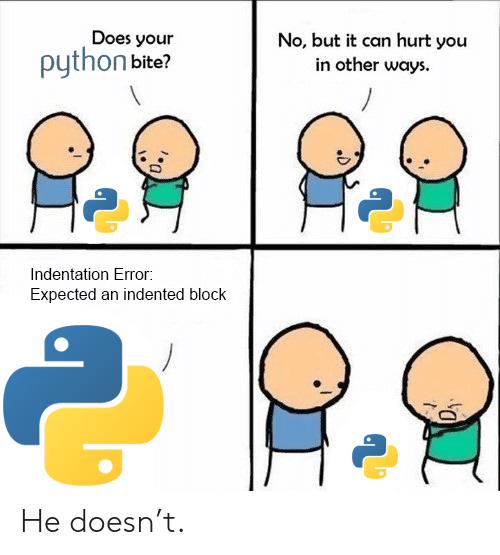 Does your
python bite?
No, but it can hurt you
in other ways.
Indentation Error:
Expected an indented block
He doesn’t.